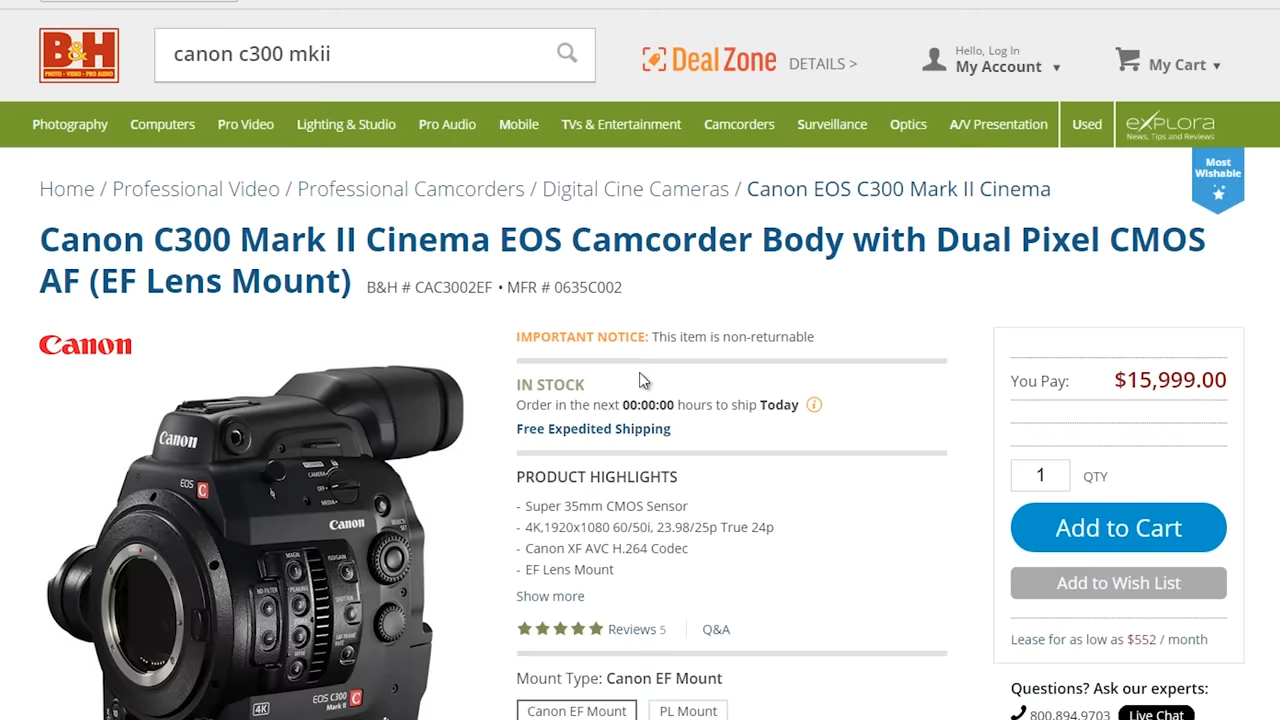 B&H
PHOTO - VIDEO - PRO AUDIO
canon c300 mkii
DealZone DETAILS >
Hello, Log In
My Account
My Cart
Photography Computers Pro Video Lighting & Studio Pro Audio Mobile TVs & Entertainment Camcorders Surveillance Optics A/V Presentation Used explora
News, Tips and Reviews
Most
Wishable
Home / Professional Video / Professional Camcorders / Digital Cine Cameras / Canon EOS C300 Mark II Cinema
Canon C300 Mark II Cinema EOS Camcorder Body with Dual Pixel CMOS
AF (EF Lens Mount) B&H # CAC3002EF • MFR # 0635C002
Canon
Canon
EOS C
Canon
EOS C300 C
Mark II
4K
IMPORTANT NOTICE: This item is non-returnable
IN STOCK
Order in the next 00:00:00 hours to ship Today
Free Expedited Shipping
PRODUCT HIGHLIGHTS
- Super 35mm CMOS Sensor
- 4K,1920x1080 60/50i, 23.98/25p True 24p
- Canon XF AVC H.264 Codec
- EF Lens Mount
Show more
Reviews 5 Q&A
Mount Type: Canon EF Mount
Canon EF Mount PL Mount
You Pay: $15,999.00
1 QTY
Add to Cart
Add to Wish List
Lease for as low as $552 / month
Questions? Ask our experts:
800.894.9703 Live Chat